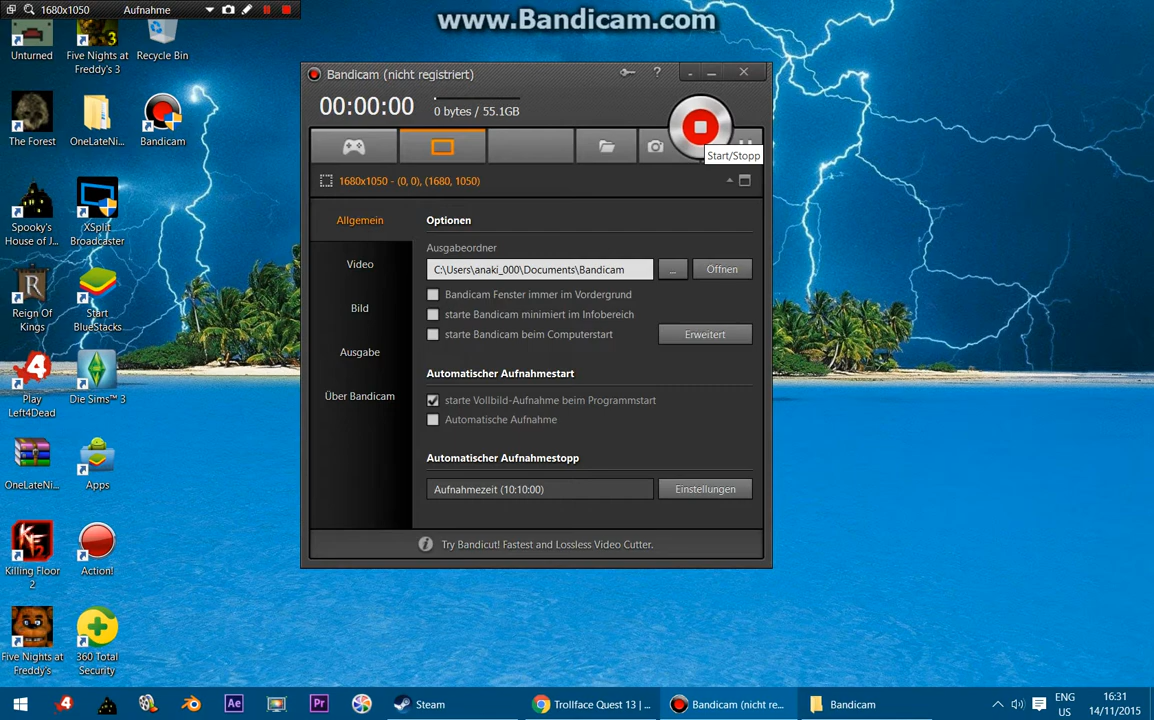 1680x1050 Aufnahme
www.Bandicam.com
Unturned
Five Nights at Freddy's 3
Recycle Bin
The Forest
OneLateNi...
Bandicam
Spooky's House of J...
XSplit Broadcaster
Reign Of Kings
Start BlueStacks
Play Left4Dead
Die Sims™ 3
OneLateNi...
Apps
Killing Floor 2
Action!
Five Nights at Freddy's
360 Total Security
Bandicam (nicht registriert)
?
00:00:00
0 bytes / 55.1GB
Start/Stopp
1680x1050 - (0, 0), (1680, 1050)
Allgemein
Video
Bild
Ausgabe
Über Bandicam
Optionen
Ausgabeordner
C:\Users\anaki_000\Documents\Bandicam
...
Öffnen
Bandicam Fenster immer im Vordergrund
starte Bandicam minimiert im Infobereich
starte Bandicam beim Computerstart
Erweitert
Automatischer Aufnahmestart
starte Vollbild-Aufnahme beim Programmstart
Automatische Aufnahme
Automatischer Aufnahmestopp
Aufnahmezeit (10:10:00)
Einstellungen
Try Bandicut! Fastest and Lossless Video Cutter.
Ae
Pr
Steam
Trollface Quest 13 | ...
Bandicam (nicht re...
Bandicam
ENG
US
16:31
14/11/2015